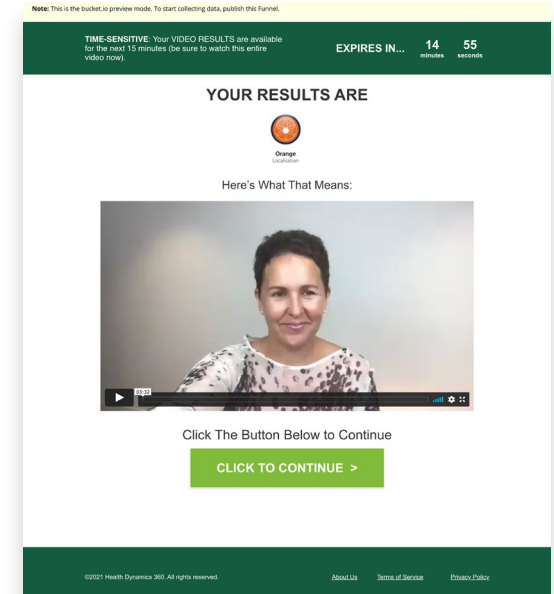 Note: This is the bucket.io preview mode. To start collecting data, publish this Funnel.
TIME-SENSITIVE: Your VIDEO RESULTS are available
for the next 15 minutes (be sure to watch this entire
video now).
EXPIRES IN...
14
minutes
55
seconds
YOUR RESULTS ARE
Orange
Localisation
Here's What That Means:
03:32
Click The Button Below to Continue
CLICK TO CONTINUE >
©2021 Health Dynamics 360. All rights reserved.
About Us
Terms of Service
Privacy Policy